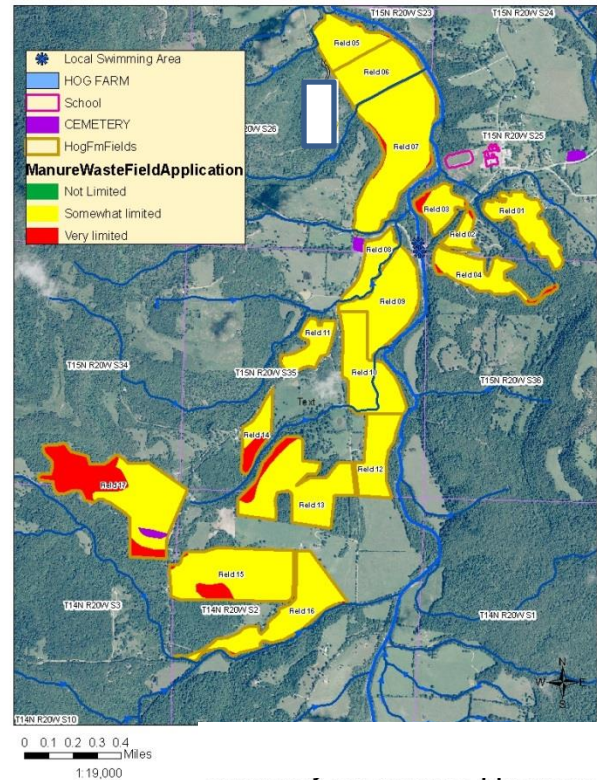 T15N R20W S23
T15N R20W S24
Local Swimming Area
HOG FARM
School
CEMETERY
HogFmFields
ManureWasteFieldApplication
Not Limited
Somewhat limited
Very limited
20W S26
T15N R20W S25
Field 05
Field 06
Field 07
Field 03
Field 01
Field 02
Field 04
Field 08
Field 09
Field 11
Field 10
T15N R20W S34
T15N R20W S35
T15N R20W S36
Text
Field 14
Field 12
Field 13
Field 17
Field 15
Field 16
T14N R20W S3
T14N R20W S2
T14N R20W S1
T14N R20W S10
N
W E
S
0 0.1 0.2 0.3 0.4
Miles
1:19,000